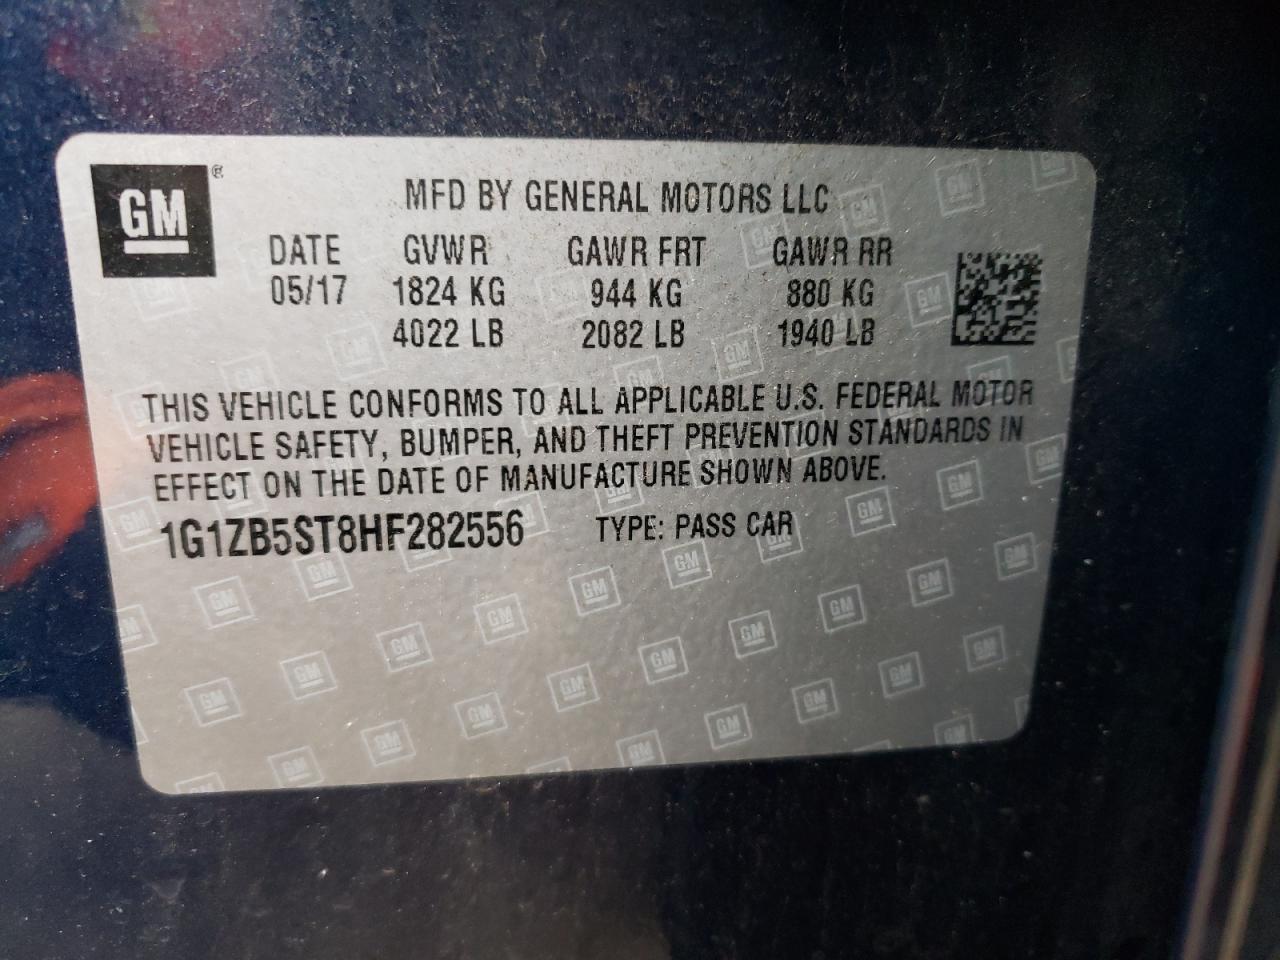 GM ®
MFD BY GENERAL MOTORS LLC
DATE GVWR GAWR FRT GAWR RR
05/17 1824 KG 944 KG 880 KG
4022 LB 2082 LB 1940 LB
THIS VEHICLE CONFORMS TO ALL APPLICABLE U.S. FEDERAL MOTOR
VEHICLE SAFETY, BUMPER, AND THEFT PREVENTION STANDARDS IN
EFFECT ON THE DATE OF MANUFACTURE SHOWN ABOVE.
1G1ZB5ST8HF282556 TYPE: PASS CAR